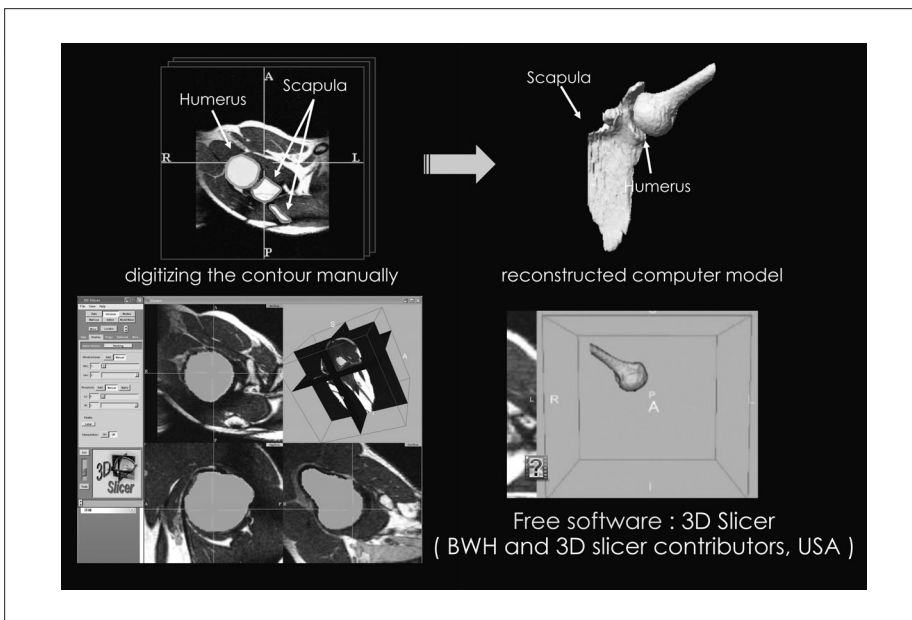 A
Scapula
Humerus
R
L
P
digitizing the contour manually
Scapula
Humerus
reconstructed computer model
3D
Slicer
R
L
P
A
L
I
?
Free software : 3D Slicer
( BWH and 3D slicer contributors, USA )